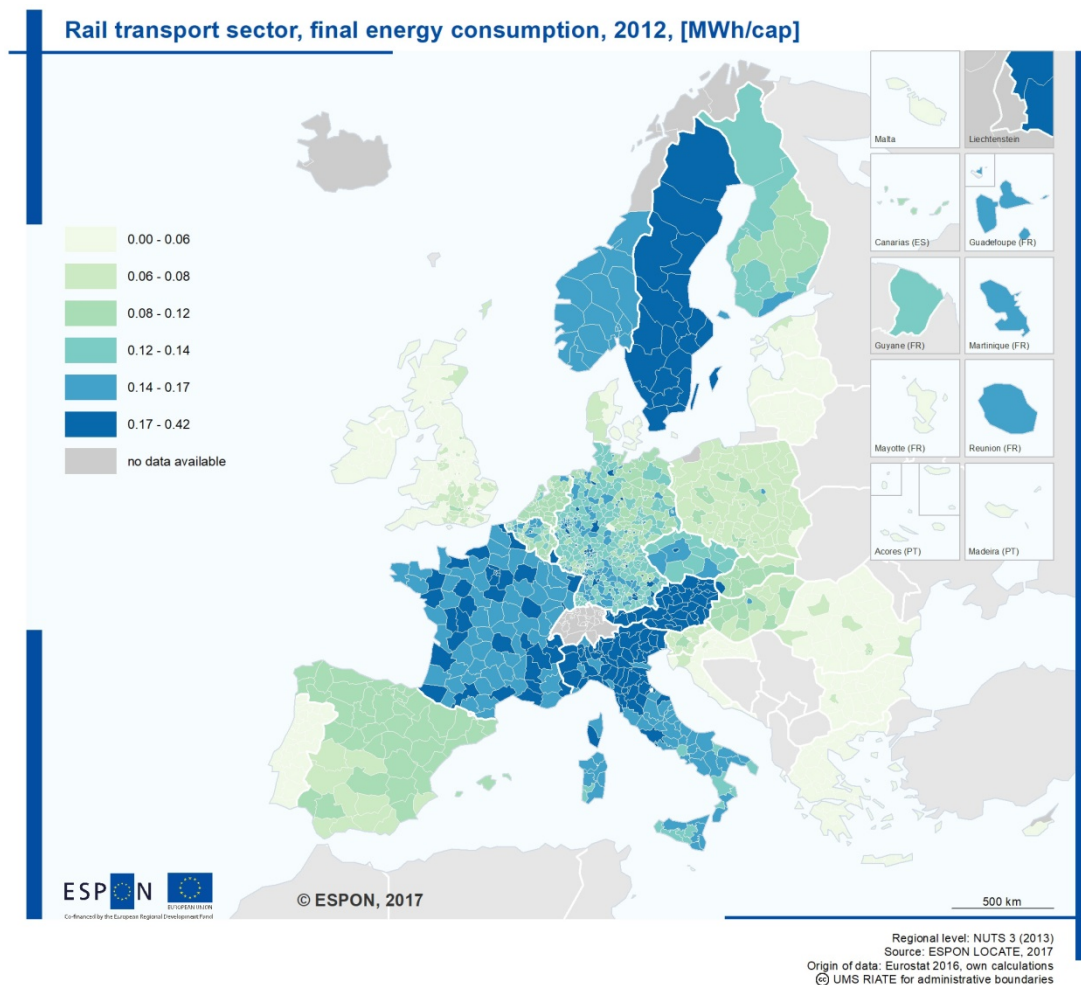 Rail transport sector, final energy consumption, 2012, [MWh/cap]
0.00 - 0.06
0.06 - 0.08
0.08 - 0.12
0.12 - 0.14
0.14 - 0.17
0.17 - 0.42
no data available
Malta
Liechtenstein
Canarias (ES)
Guadeloupe (FR)
Guyane (FR)
Martinique (FR)
Mayotte (FR)
Reunion (FR)
Acores (PT)
Madeira (PT)
ESPON
EUROPEAN UNION
Co-financed by the European Regional Development Fund
© ESPON, 2017
500 km
Regional level: NUTS 3 (2013)
Source: ESPON LOCATE, 2017
Origin of data: Eurostat 2016, own calculations
(cc) UMS RIATE for administrative boundaries